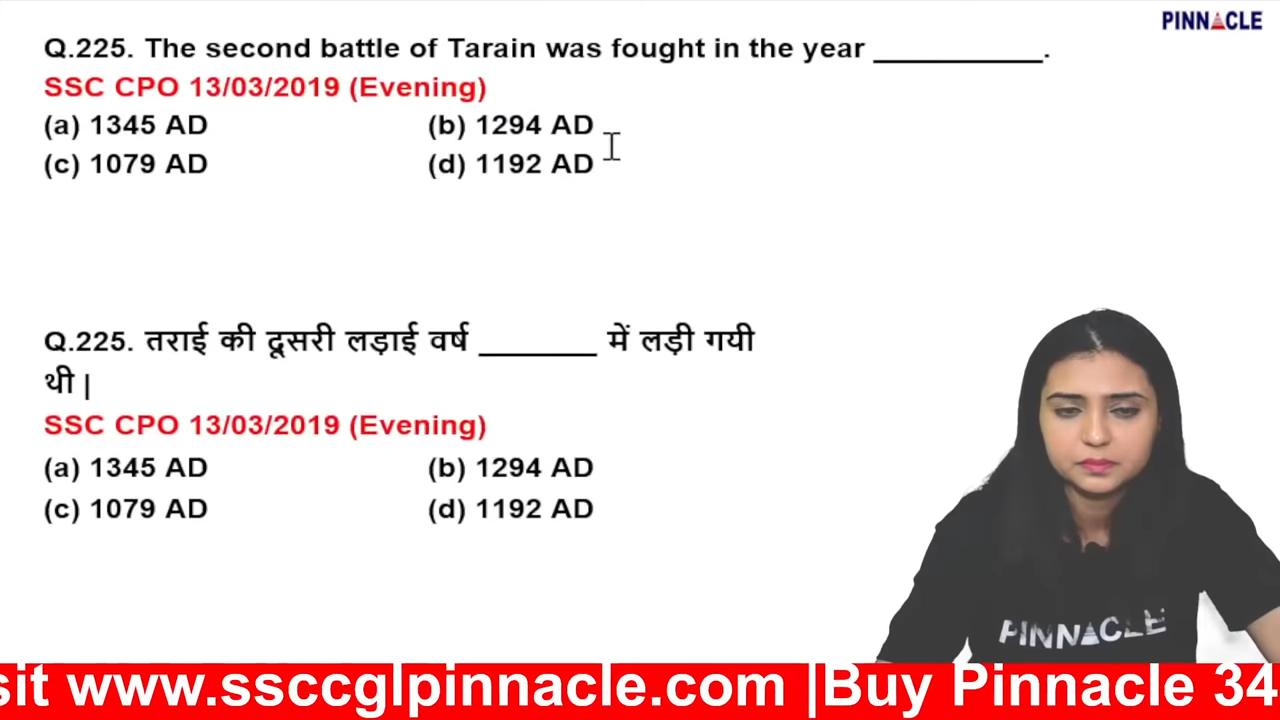 PINNACLE
Q.225. The second battle of Tarain was fought in the year __________.
SSC CPO 13/03/2019 (Evening)
(a) 1345 AD (b) 1294 AD
(c) 1079 AD (d) 1192 AD
Q.225. तराई की दूसरी लड़ाई वर्ष _______ में लड़ी गयी
थी |
SSC CPO 13/03/2019 (Evening)
(a) 1345 AD (b) 1294 AD
(c) 1079 AD (d) 1192 AD
PINNACLE
sit www.ssccglpinnacle.com |Buy Pinnacle 34